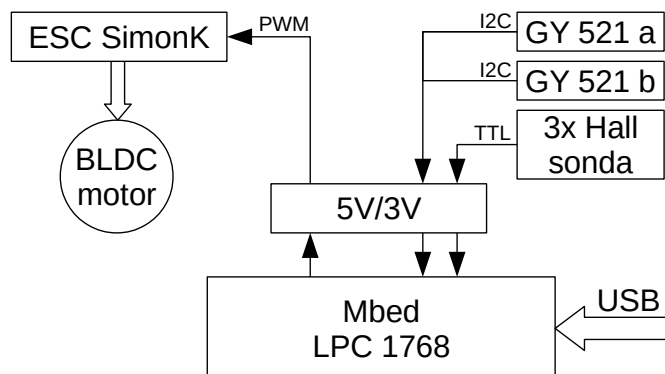 ESC SimonK
PWM
I2C
GY 521 a
I2C
GY 521 b
TTL
3x Hall
sonda
BLDC
motor
5V/3V
Mbed
LPC 1768
USB